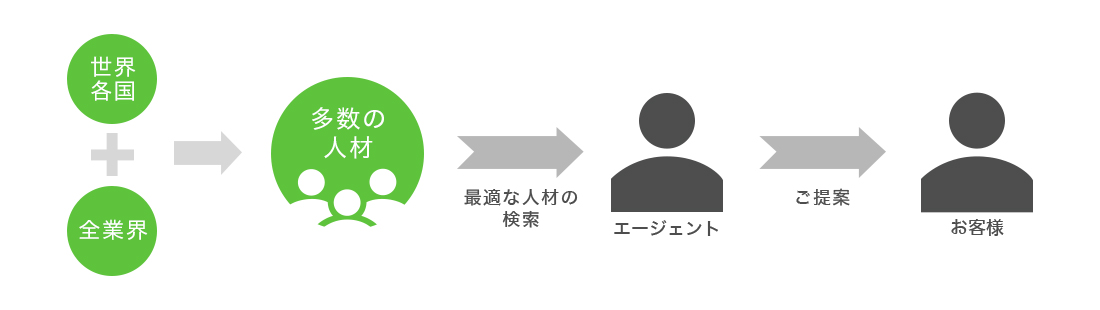 世界
各国
全業界
多数の
人材
最適な人材の
検索
エージェント
ご提案
お客様